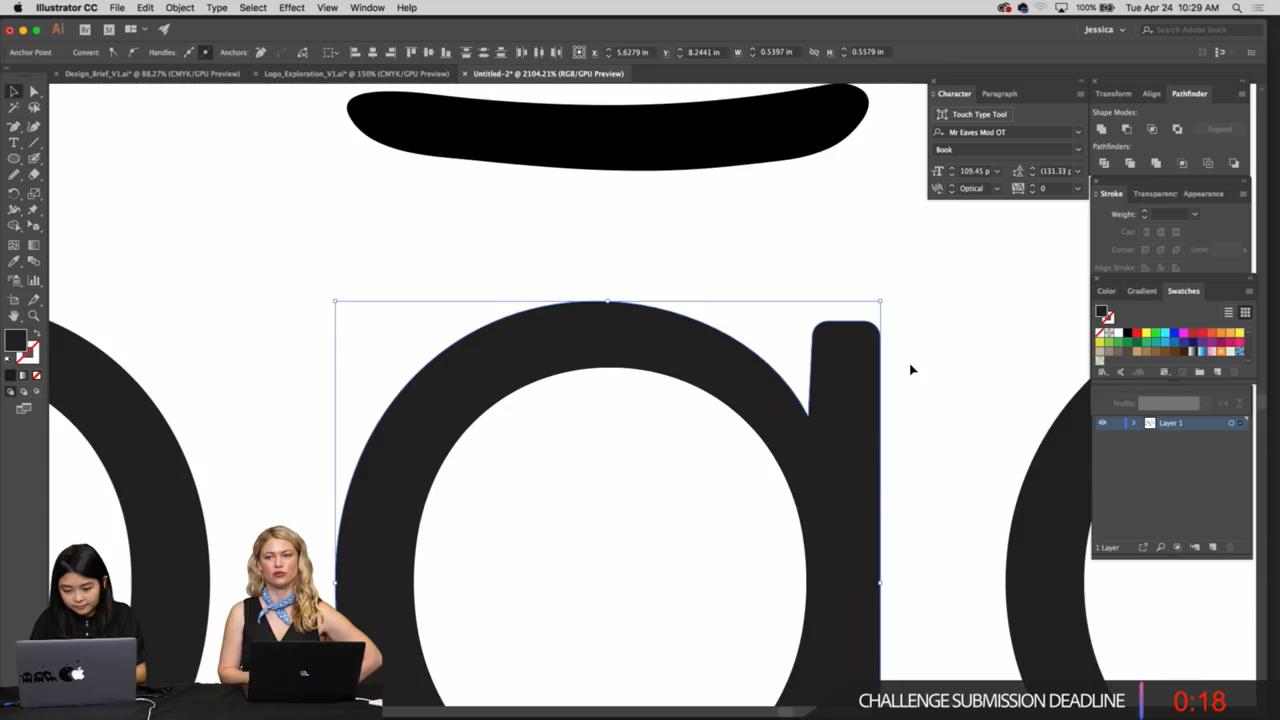 Illustrator CC File Edit Object Type Select Effect View Window Help 100% Tue Apr 24 10:29 AM
Ai Br St Jessica Search Adobe Stock
Anchor Point Convert: Handles: Anchors: X: 5.6279 in Y: 8.2441 in W: 0.5397 in H: 0.5579 in
× Design_Brief_V1.ai* @ 88.27% (CMYK/GPU Preview) × Logo_Exploration_V1.ai* @ 150% (CMYK/GPU Preview) × Untitled-2* @ 2104.21% (RGB/GPU Preview)
Character Paragraph
Touch Type Tool
Mr Eaves Mod OT
Book
109.45 p (131.33 p
Optical 0
Transform Align Pathfinder
Shape Modes:
Expand
Pathfinders:
Stroke Transparenc Appearance
Weight:
Cap:
Corner: Limit:
Align Stroke:
Color Gradient Swatches
Profile:
Layer 1
1 Layer
a
CHALLENGE SUBMISSION DEADLINE 0:18